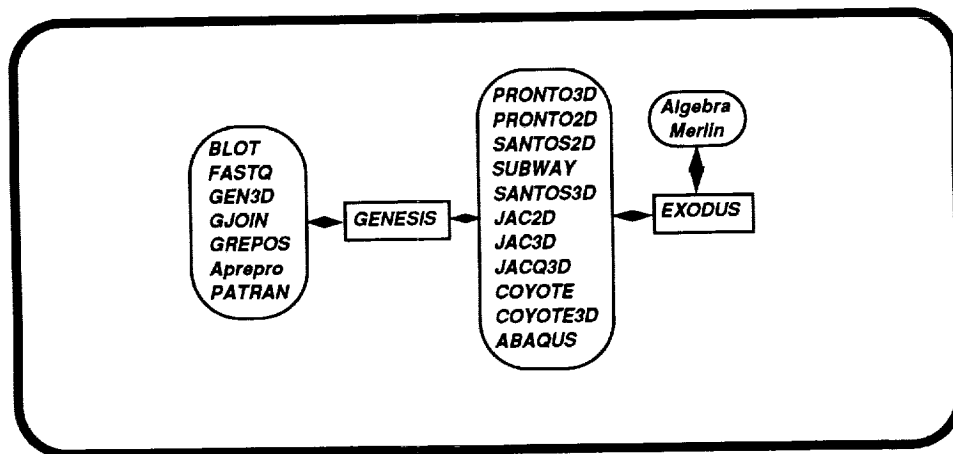 BLOT
FASTQ
GEN3D
GJOIN
GREPOS
Aprepro
PATRAN
GENESIS
PRONTO3D
PRONTO2D
SANTOS2D
SUBWAY
SANTOS3D
JAC2D
JAC3D
JACQ3D
COYOTE
COYOTE3D
ABAQUS
Algebra
Merlin
EXODUS